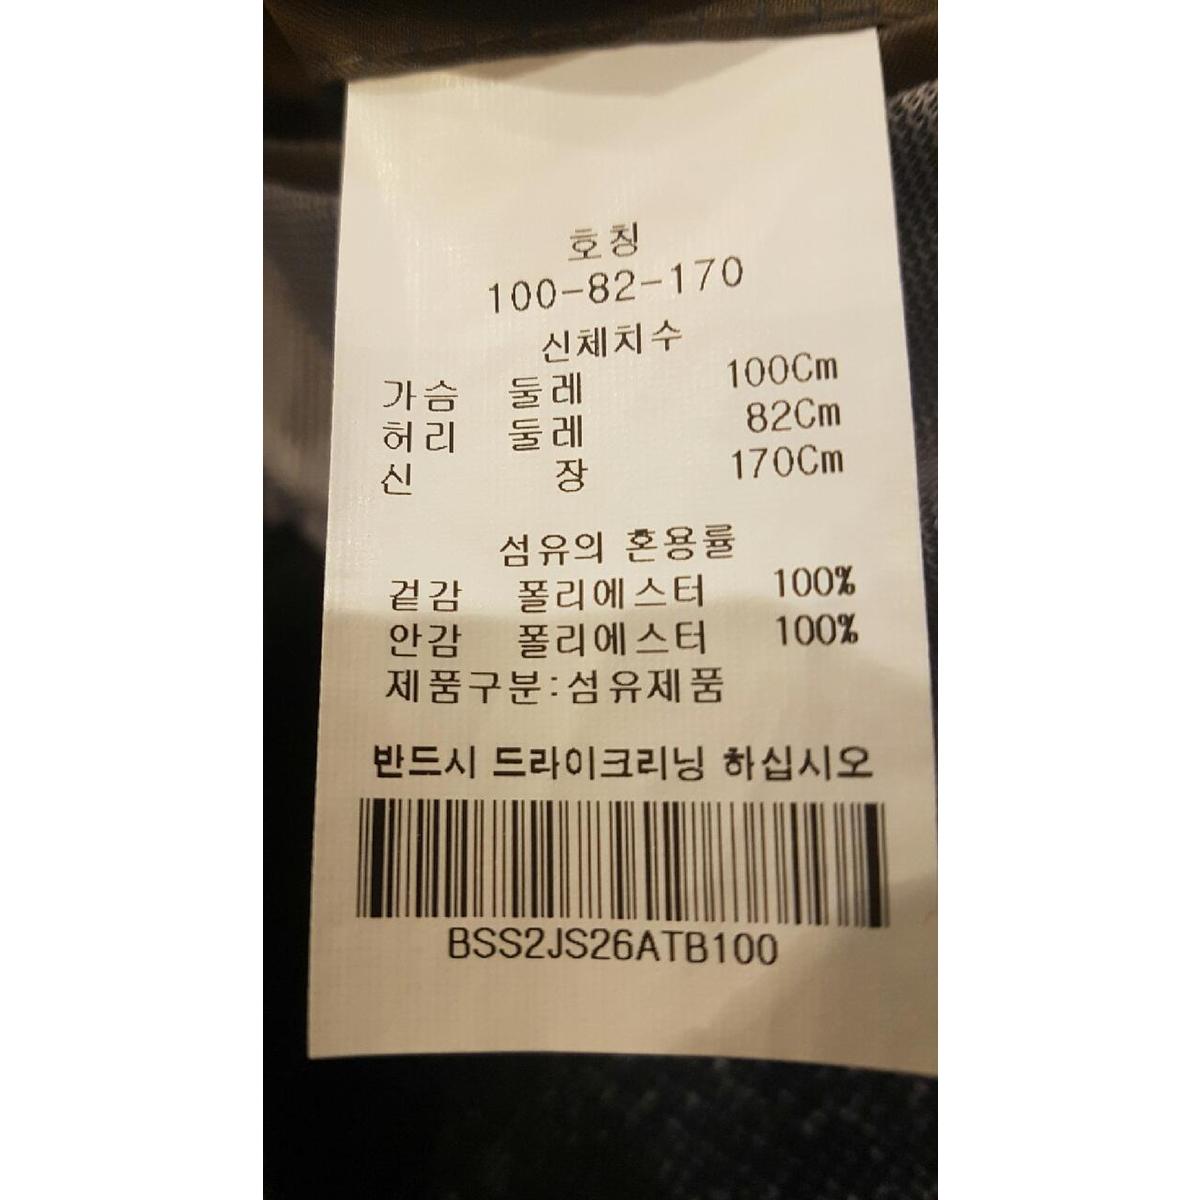 호칭
100-82-170
신체치수
가슴 둘레 100Cm
허리 둘레 82Cm
신 장 170Cm
섬유의 혼용률
겉감 폴리에스터 100%
안감 폴리에스터 100%
제품구분:섬유제품
반드시 드라이크리닝 하십시오
BSS2JS26ATB100